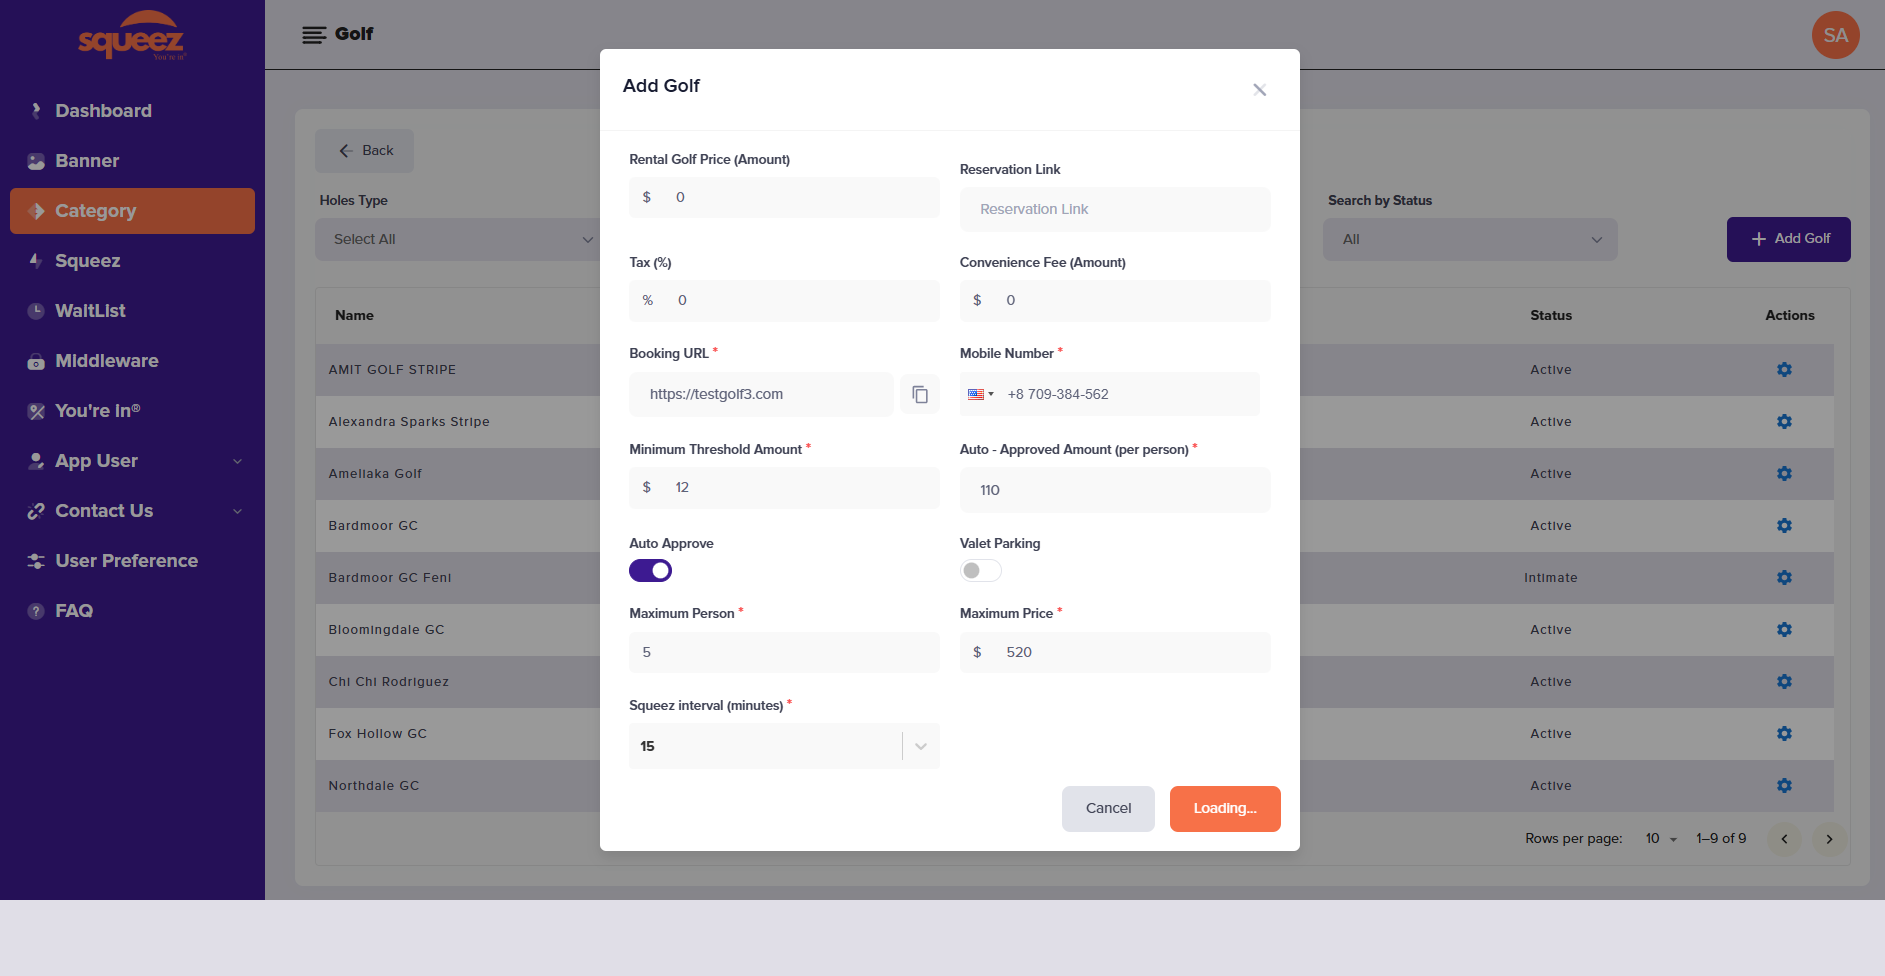 squeez
You're in®
Dashboard
Banner
Category
Squeez
WaitList
Middleware
You're in®
App User
Contact Us
User Preference
FAQ
Golf
SA
Back
Holes Type
Select All
Search by Status
All
Add Golf
Name
Status
Actions
AMIT GOLF STRIPE
Active
Alexandra Sparks Stripe
Active
Ameliaka Golf
Active
Bardmoor GC
Active
Bardmoor GC Feni
Intimate
Bloomingdale GC
Active
Chi Chi Rodriguez
Active
Fox Hollow GC
Active
Northdale GC
Active
Rows per page: 10 1–9 of 9
Add Golf
Rental Golf Price (Amount)
$ 0
Reservation Link
Reservation Link
Tax (%)
% 0
Convenience Fee (Amount)
$ 0
Booking URL *
https://testgolf3.com
Mobile Number *
+8 709-384-562
Minimum Threshold Amount *
$ 12
Auto - Approved Amount (per person) *
110
Auto Approve
Valet Parking
Maximum Person *
5
Maximum Price *
$ 520
Squeez interval (minutes) *
15
Cancel
Loading...